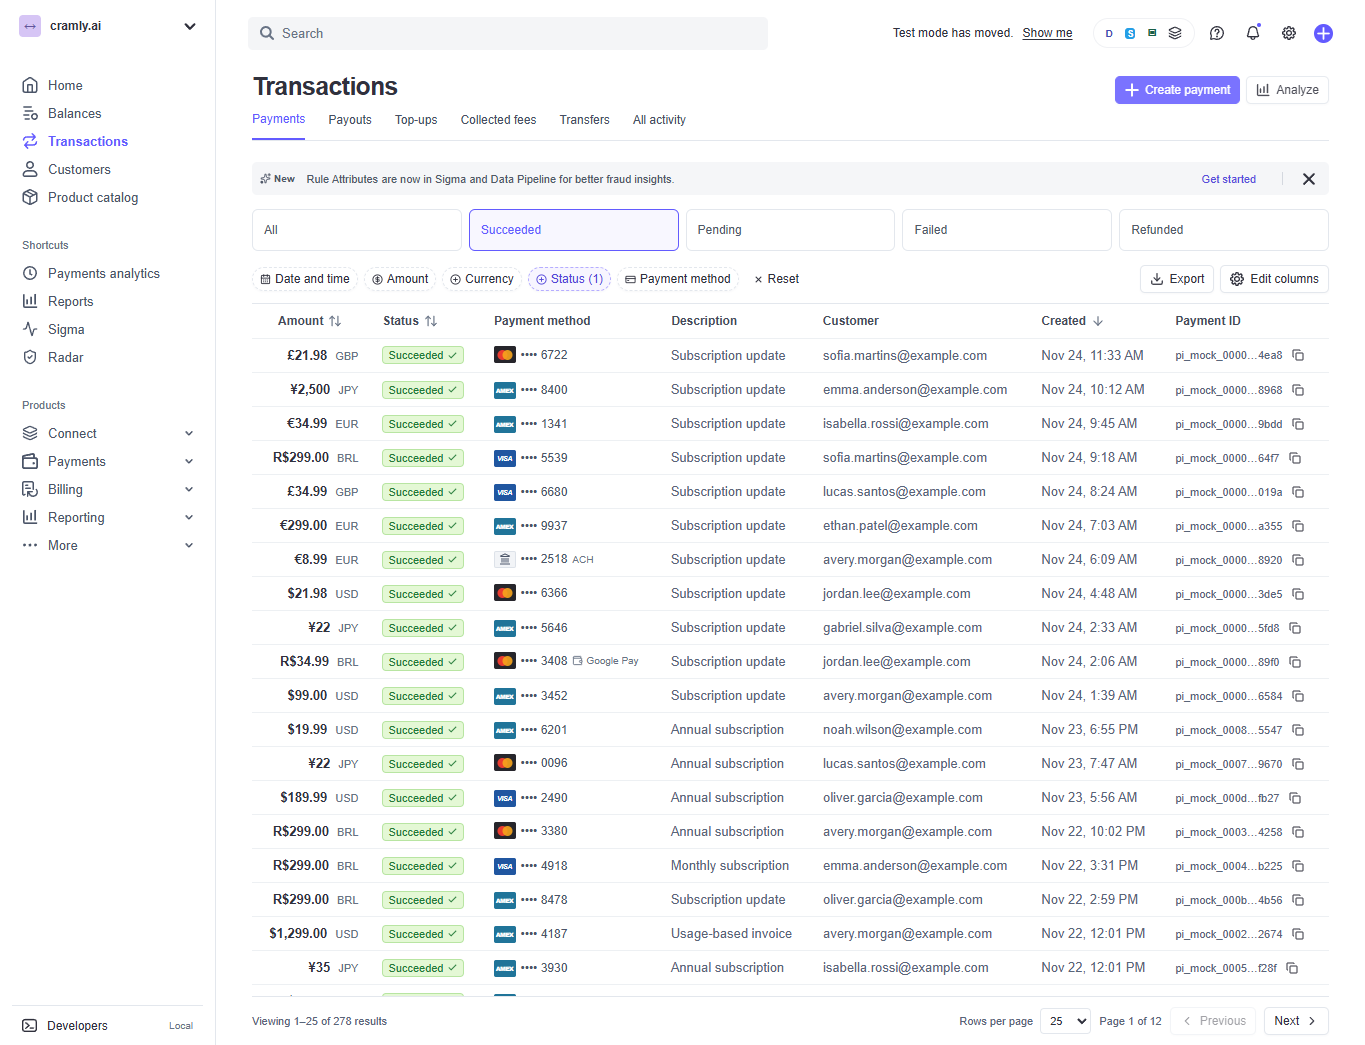 cramly.ai
Search
Test mode has moved. Show me
Home
Balances
Transactions
Customers
Product catalog
Shortcuts
Payments analytics
Reports
Sigma
Radar
Products
Connect
Payments
Billing
Reporting
More
Developers Local
Transactions
Create payment Analyze
Payments Payouts Top-ups Collected fees Transfers All activity
New Rule Attributes are now in Sigma and Data Pipeline for better fraud insights. Get started
All Succeeded Pending Failed Refunded
Date and time Amount Currency Status (1) Payment method Reset Export Edit columns
Amount Status Payment method Description Customer Created Payment ID
£21.98 GBP Succeeded •••• 6722 Subscription update sofia.martins@example.com Nov 24, 11:33 AM pi_mock_0000...4ea8
¥2,500 JPY Succeeded AMEX •••• 8400 Subscription update emma.anderson@example.com Nov 24, 10:12 AM pi_mock_0000...8968
€34.99 EUR Succeeded AMEX •••• 1341 Subscription update isabella.rossi@example.com Nov 24, 9:45 AM pi_mock_0000...9bdd
R$299.00 BRL Succeeded VISA •••• 5539 Subscription update sofia.martins@example.com Nov 24, 9:18 AM pi_mock_0000...64f7
£34.99 GBP Succeeded VISA •••• 6680 Subscription update lucas.santos@example.com Nov 24, 8:24 AM pi_mock_0000...019a
€299.00 EUR Succeeded AMEX •••• 9937 Subscription update ethan.patel@example.com Nov 24, 7:03 AM pi_mock_0000...a355
€8.99 EUR Succeeded •••• 2518 ACH Subscription update avery.morgan@example.com Nov 24, 6:09 AM pi_mock_0000...8920
$21.98 USD Succeeded •••• 6366 Subscription update jordan.lee@example.com Nov 24, 4:48 AM pi_mock_0000...3de5
¥22 JPY Succeeded AMEX •••• 5646 Subscription update gabriel.silva@example.com Nov 24, 2:33 AM pi_mock_0000...5fd8
R$34.99 BRL Succeeded •••• 3408 Google Pay Subscription update jordan.lee@example.com Nov 24, 2:06 AM pi_mock_0000...89f0
$99.00 USD Succeeded AMEX •••• 3452 Subscription update avery.morgan@example.com Nov 24, 1:39 AM pi_mock_0000...6584
$19.99 USD Succeeded AMEX •••• 6201 Annual subscription noah.wilson@example.com Nov 23, 6:55 PM pi_mock_0008...5547
¥22 JPY Succeeded •••• 0096 Annual subscription lucas.santos@example.com Nov 23, 7:47 AM pi_mock_0007...9670
$189.99 USD Succeeded VISA •••• 2490 Annual subscription oliver.garcia@example.com Nov 23, 5:56 AM pi_mock_000d...fb27
R$299.00 BRL Succeeded •••• 3380 Annual subscription avery.morgan@example.com Nov 22, 10:02 PM pi_mock_0003...4258
R$299.00 BRL Succeeded VISA •••• 4918 Monthly subscription emma.anderson@example.com Nov 22, 3:31 PM pi_mock_0004...b225
R$299.00 BRL Succeeded AMEX •••• 8478 Subscription update oliver.garcia@example.com Nov 22, 2:59 PM pi_mock_000b...4b56
$1,299.00 USD Succeeded AMEX •••• 4187 Usage-based invoice avery.morgan@example.com Nov 22, 12:01 PM pi_mock_0002...2674
¥35 JPY Succeeded AMEX •••• 3930 Annual subscription isabella.rossi@example.com Nov 22, 12:01 PM pi_mock_0005...f28f
Viewing 1–25 of 278 results
Rows per page 25 Page 1 of 12 Previous Next